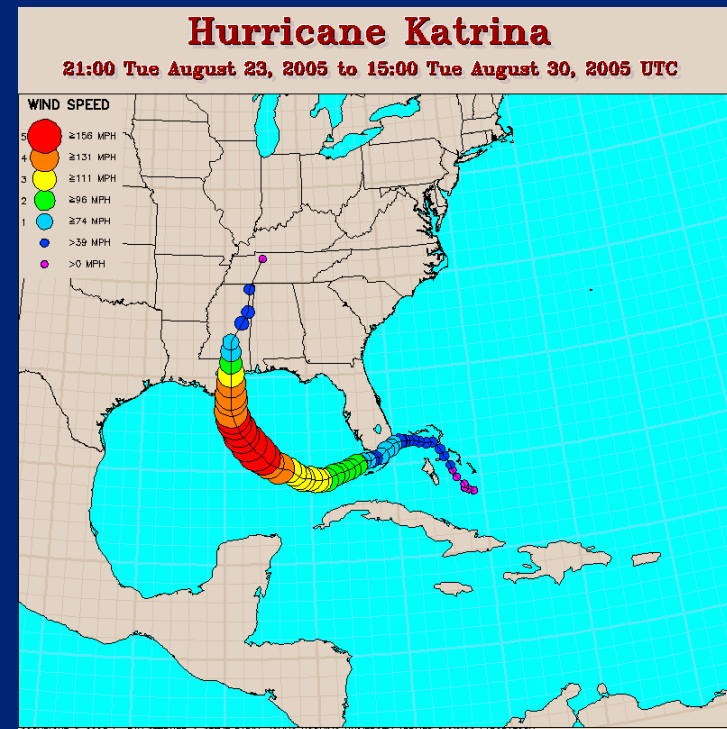 Hurricane Katrina
21:00 Tue August 23, 2005 to 15:00 Tue August 30, 2005 UTC
WIND SPEED
5 ≥156 MPH
4 ≥131 MPH
3 ≥111 MPH
2 ≥96 MPH
1 ≥74 MPH
>39 MPH
>0 MPH